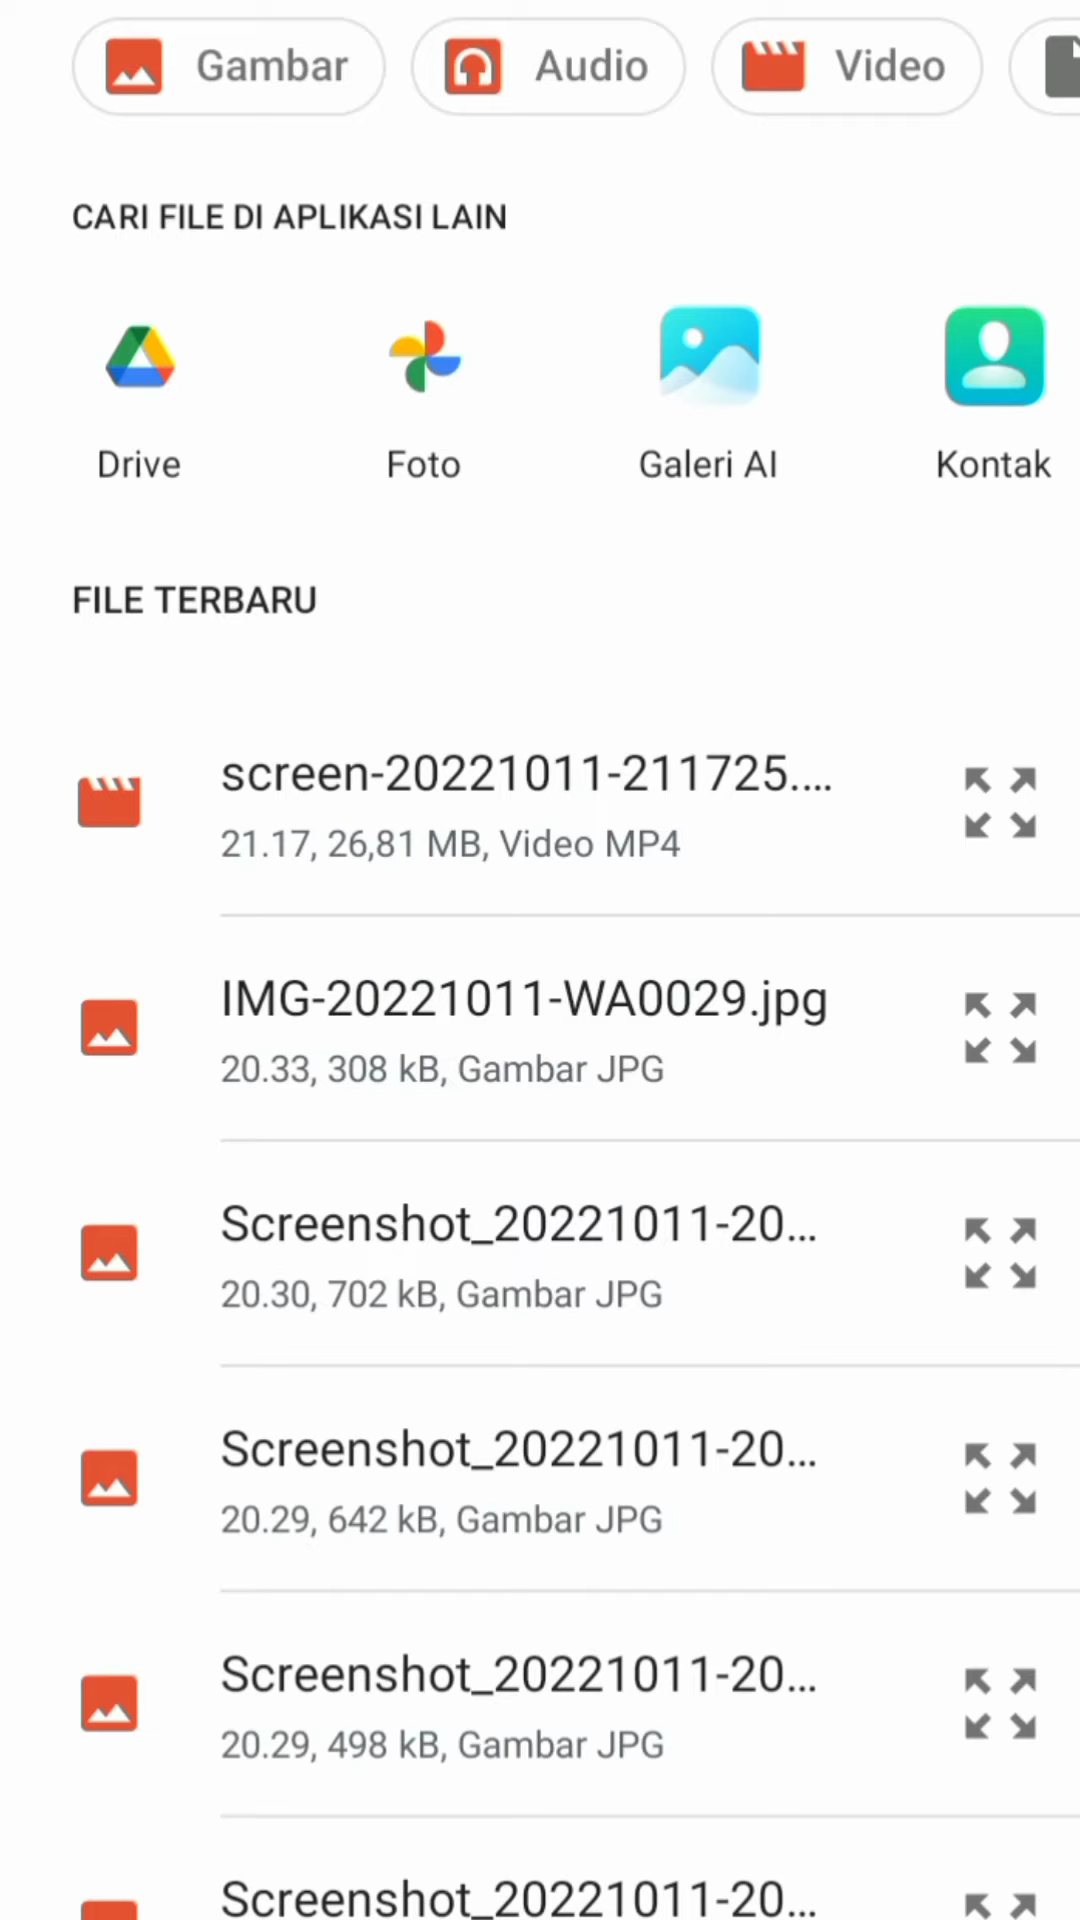 Gambar
Audio
Video
CARI FILE DI APLIKASI LAIN
Drive
Foto
Galeri AI
Kontak
FILE TERBARU
screen-20221011-211725....
21.17, 26,81 MB, Video MP4
IMG-20221011-WA0029.jpg
20.33, 308 kB, Gambar JPG
Screenshot_20221011-20...
20.30, 702 kB, Gambar JPG
Screenshot_20221011-20...
20.29, 642 kB, Gambar JPG
Screenshot_20221011-20...
20.29, 498 kB, Gambar JPG
Screenshot_20221011-20...